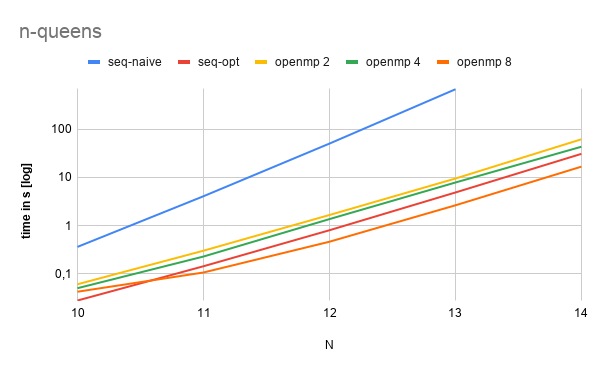 n-queens
seq-naive seq-opt openmp 2 openmp 4 openmp 8
time in s [log]
100
10
1
0,1
10 11 12 13 14
N